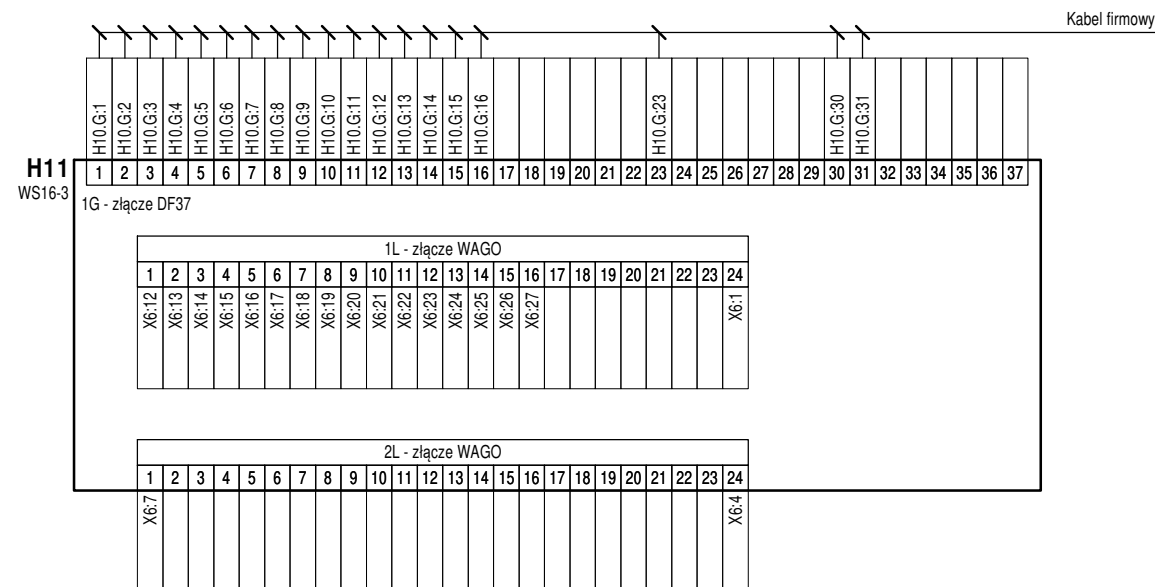 Kabel firmowy
H10.G:1 H10.G:2 H10.G:3 H10.G:4 H10.G:5 H10.G:6 H10.G:7 H10.G:8 H10.G:9 H10.G:10 H10.G:11 H10.G:12 H10.G:13 H10.G:14 H10.G:15 H10.G:16 H10.G:23 H10.G:30 H10.G:31
H11 1 2 3 4 5 6 7 8 9 10 11 12 13 14 15 16 17 18 19 20 21 22 23 24 25 26 27 28 29 30 31 32 33 34 35 36 37
WS16-3
1G - złącze DF37
1L - złącze WAGO
1 2 3 4 5 6 7 8 9 10 11 12 13 14 15 16 17 18 19 20 21 22 23 24
X6:12 X6:13 X6:14 X6:15 X6:16 X6:17 X6:18 X6:19 X6:20 X6:21 X6:22 X6:23 X6:24 X6:25 X6:26 X6:27 X6:1
2L - złącze WAGO
1 2 3 4 5 6 7 8 9 10 11 12 13 14 15 16 17 18 19 20 21 22 23 24
X6:7 X6:4